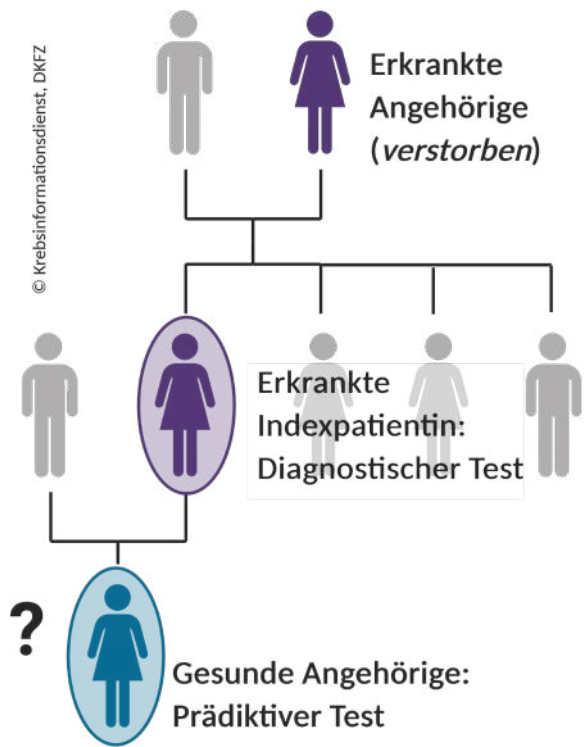 © Krebsinformationsdienst, DKFZ
Erkrankte
Angehörige
(verstorben)
Erkrankte
Indexpatientin:
Diagnostischer Test
?
Gesunde Angehörige:
Prädiktiver Test